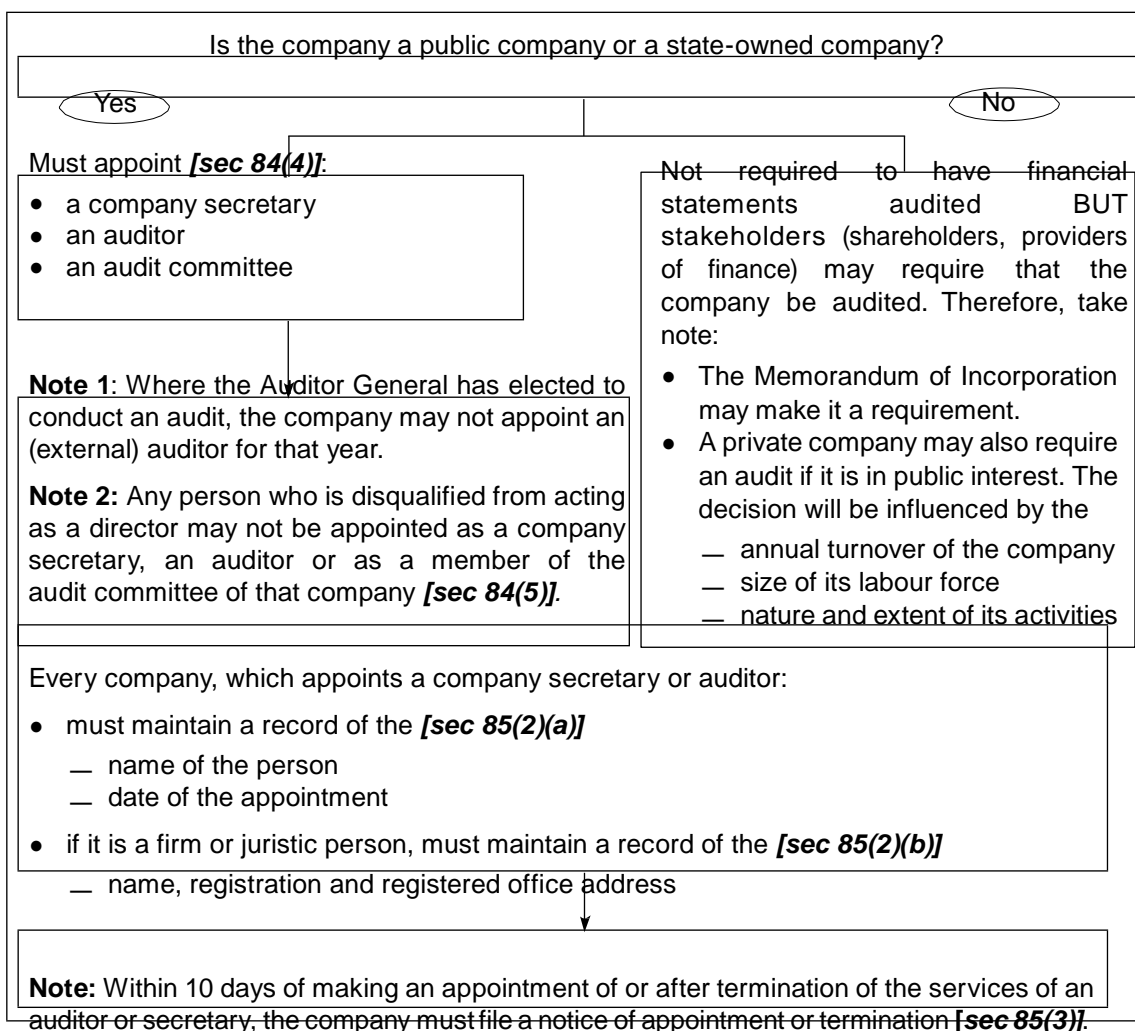 Is the company a public company or a state-owned company?
Yes
No
Must appoint [sec 84(4)]:
● a company secretary
● an auditor
● an audit committee
Note 1: Where the Auditor General has elected to
conduct an audit, the company may not appoint an
(external) auditor for that year.
Note 2: Any person who is disqualified from acting
as a director may not be appointed as a company
secretary, an auditor or as a member of the
audit committee of that company [sec 84(5)].
Not required to have financial
statements audited BUT
stakeholders (shareholders, providers
of finance) may require that the
company be audited. Therefore, take
note:
● The Memorandum of Incorporation
may make it a requirement.
● A private company may also require
an audit if it is in public interest. The
decision will be influenced by the
— annual turnover of the company
— size of its labour force
— nature and extent of its activities
Every company, which appoints a company secretary or auditor:
● must maintain a record of the [sec 85(2)(a)]
— name of the person
— date of the appointment
● if it is a firm or juristic person, must maintain a record of the [sec 85(2)(b)]
— name, registration and registered office address
Note: Within 10 days of making an appointment of or after termination of the services of an
auditor or secretary, the company must file a notice of appointment or termination [sec 85(3)].